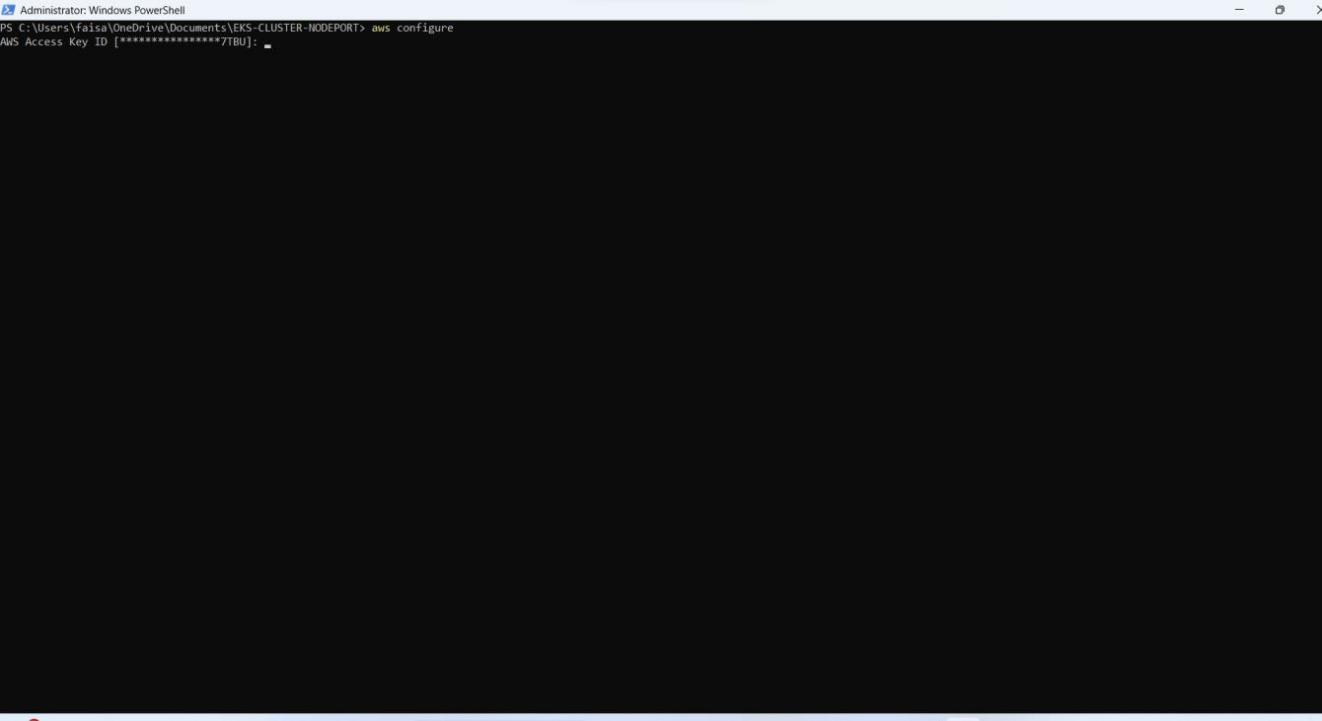 Administrator: Windows PowerShell
PS C:\Users\faisa\OneDrive\Documents\EKS-CLUSTER-NODEPORT> aws configure
AWS Access Key ID [****************7TBU]: